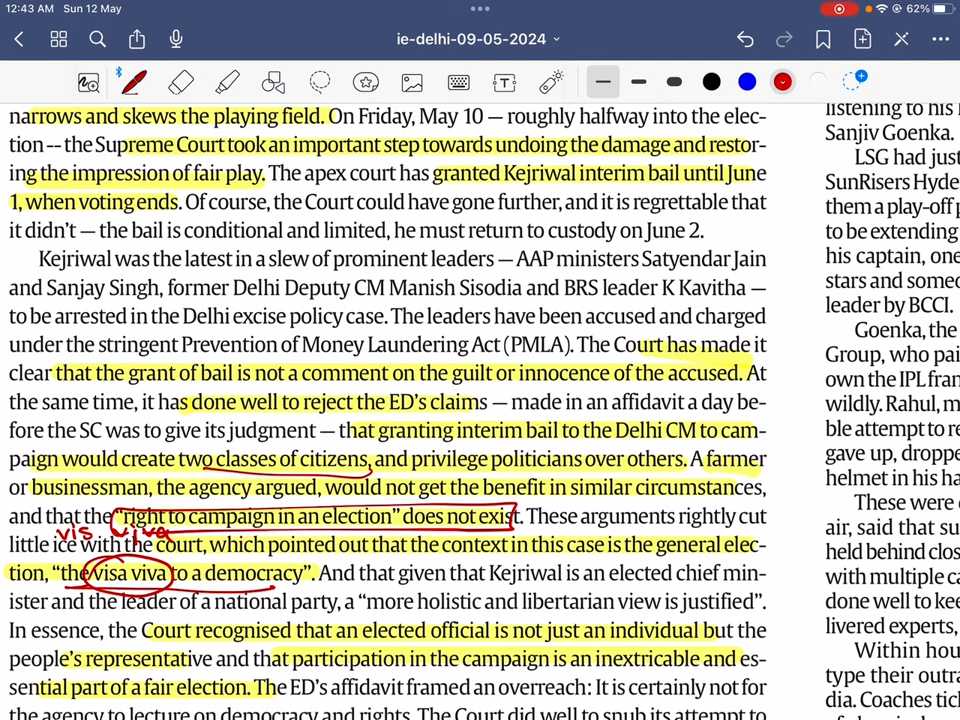 12:43 AM Sun 12 May
62%
ie-delhi-09-05-2024
narrows and skews the playing field. On Friday, May 10 — roughly halfway into the elec-
tion -- the Supreme Court took an important step towards undoing the damage and restor-
ing the impression of fair play. The apex court has granted Kejriwal interim bail until June
1, when voting ends. Of course, the Court could have gone further, and it is regrettable that
it didn't — the bail is conditional and limited, he must return to custody on June 2.
Kejriwal was the latest in a slew of prominent leaders — AAP ministers Satyendar Jain
and Sanjay Singh, former Delhi Deputy CM Manish Sisodia and BRS leader K Kavitha —
to be arrested in the Delhi excise policy case. The leaders have been accused and charged
under the stringent Prevention of Money Laundering Act (PMLA). The Court has made it
clear that the grant of bail is not a comment on the guilt or innocence of the accused. At
the same time, it has done well to reject the ED's claims — made in an affidavit a day be-
fore the SC was to give its judgment — that granting interim bail to the Delhi CM to cam-
paign would create two classes of citizens, and privilege politicians over others. A farmer
or businessman, the agency argued, would not get the benefit in similar circumstances,
and that the "right to campaign in an election" does not exist. These arguments rightly cut
vis viva
little ice with the court, which pointed out that the context in this case is the general elec-
tion, "the visa viva to a democracy". And that given that Kejriwal is an elected chief min-
ister and the leader of a national party, a "more holistic and libertarian view is justified".
In essence, the Court recognised that an elected official is not just an individual but the
people's representative and that participation in the campaign is an inextricable and es-
sential part of a fair election. The ED's affidavit framed an overreach: It is certainly not for
the agency to lecture on democracy and rights. The Court did well to snub its attempt to
listening to his
Sanjiv Goenka.
LSG had just
SunRisers Hyde
them a play-off p
to be extending
his captain, one
stars and someo
leader by BCCI.
Goenka, the
Group, who pai
own the IPL fran
wildly. Rahul, m
ble attempt to re
gave up, droppe
helmet in his ha
These were
air, said that su
held behind clos
with multiple ca
done well to kee
livered experts,
Within hou
type their outra
dia. Coaches tick